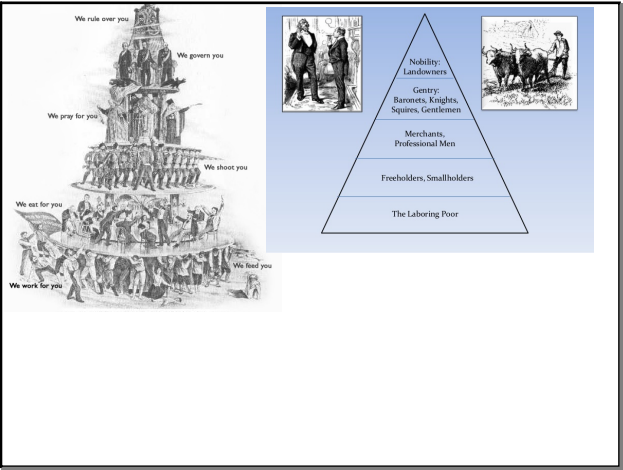 We rule over you
We govern you
We pray for you
We shoot you
We eat for you
We feed you
We work for you
Nobility:
Landowners
Gentry:
Baronets, Knights,
Squires, Gentlemen
Merchants,
Professional Men
Freeholders, Smallholders
The Laboring Poor